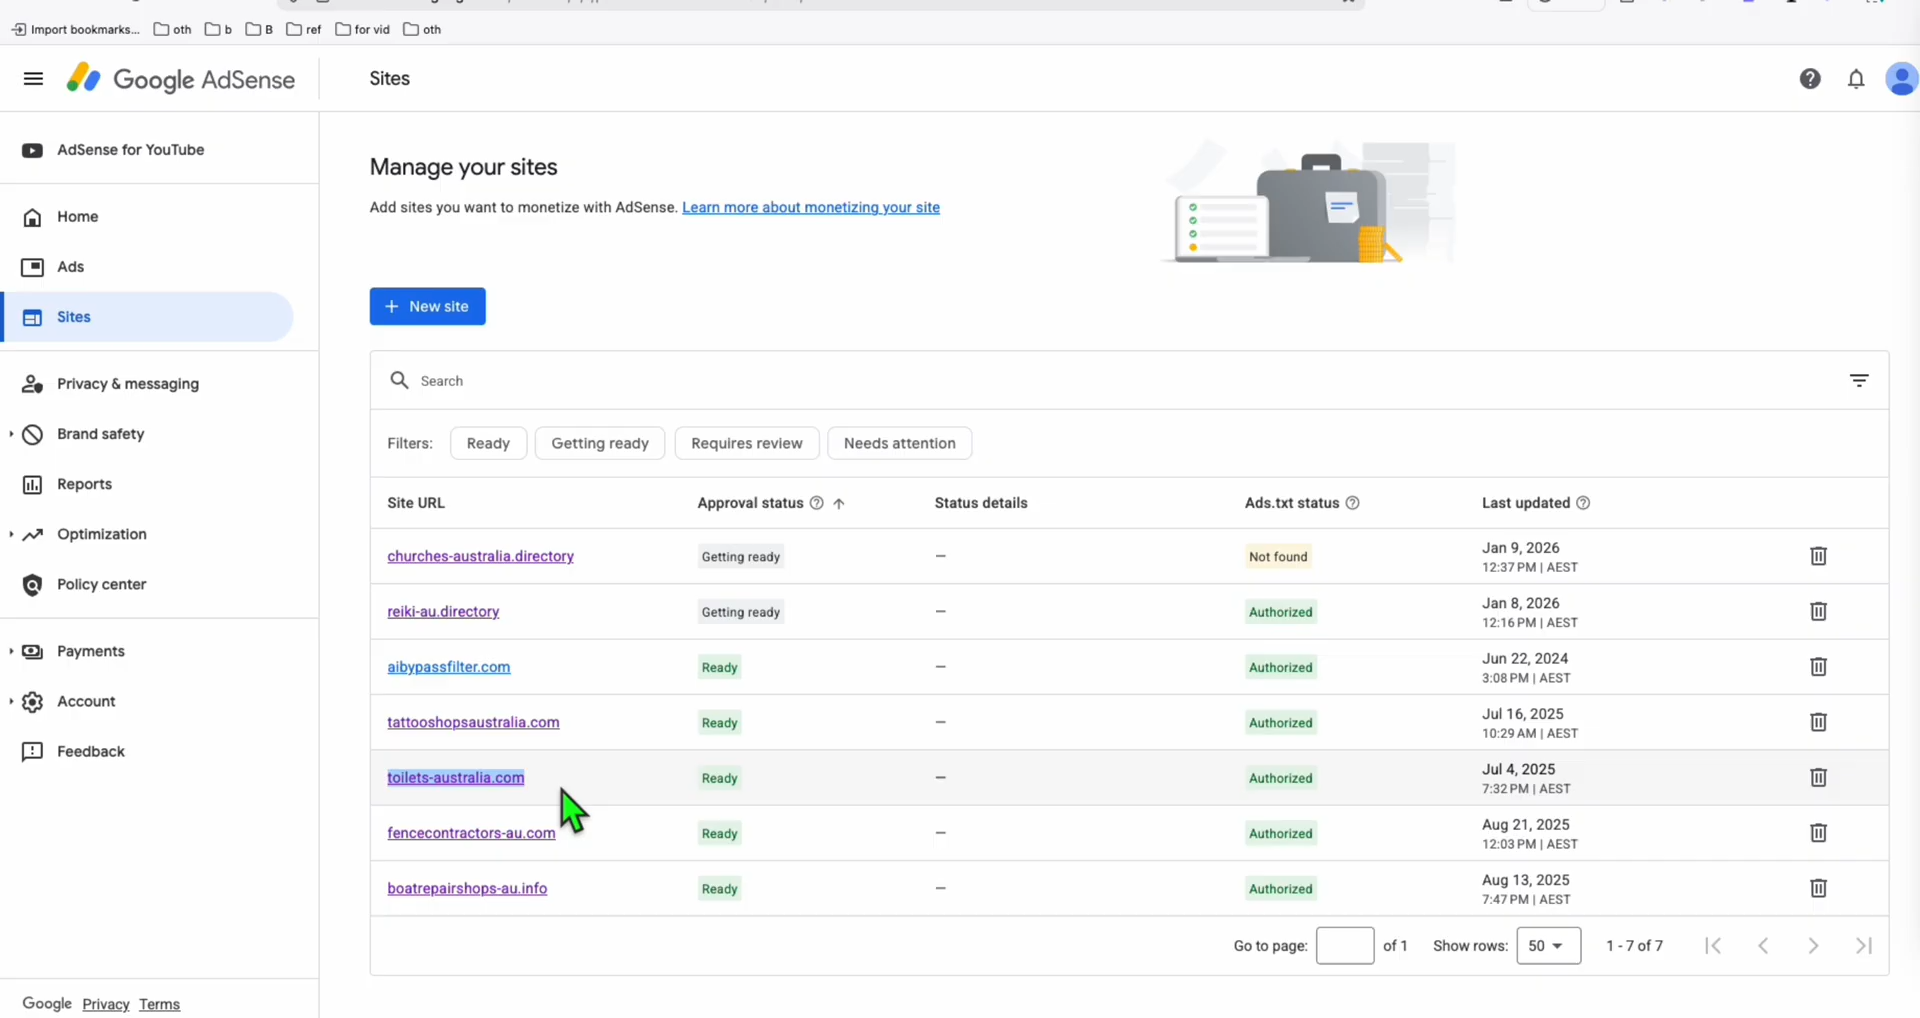 Import bookmarks... oth b B ref for vid oth
Google AdSense
Sites
AdSense for YouTube
Home
Ads
Sites
Privacy & messaging
Brand safety
Reports
Optimization
Policy center
Payments
Account
Feedback
Google Privacy Terms
Manage your sites
Add sites you want to monetize with AdSense. Learn more about monetizing your site
+ New site
Search
Filters: Ready Getting ready Requires review Needs attention
Site URL Approval status Status details Ads.txt status Last updated
churches-australia.directory Getting ready – Not found Jan 9, 2026
12:37 PM | AEST
reiki-au.directory Getting ready – Authorized Jan 8, 2026
12:16 PM | AEST
aibypassfilter.com Ready – Authorized Jun 22, 2024
3:08 PM | AEST
tattooshopsaustralia.com Ready – Authorized Jul 16, 2025
10:29 AM | AEST
toilets-australia.com Ready – Authorized Jul 4, 2025
7:32 PM | AEST
fencecontractors-au.com Ready – Authorized Aug 21, 2025
12:03 PM | AEST
boatrepairshops-au.info Ready – Authorized Aug 13, 2025
7:47 PM | AEST
Go to page: of 1 Show rows: 50 1 - 7 of 7